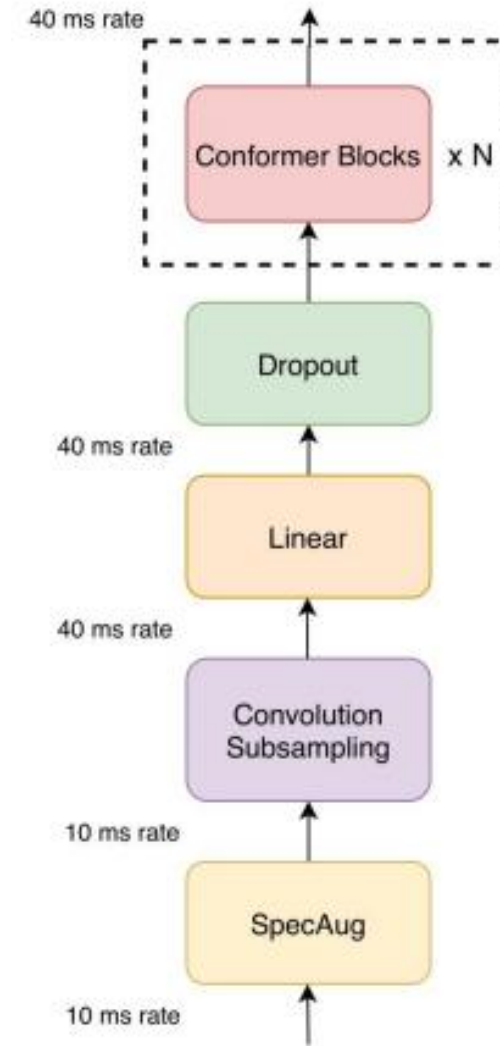 40 ms rate
Conformer Blocks
x N
Dropout
40 ms rate
Linear
40 ms rate
Convolution
Subsampling
10 ms rate
SpecAug
10 ms rate